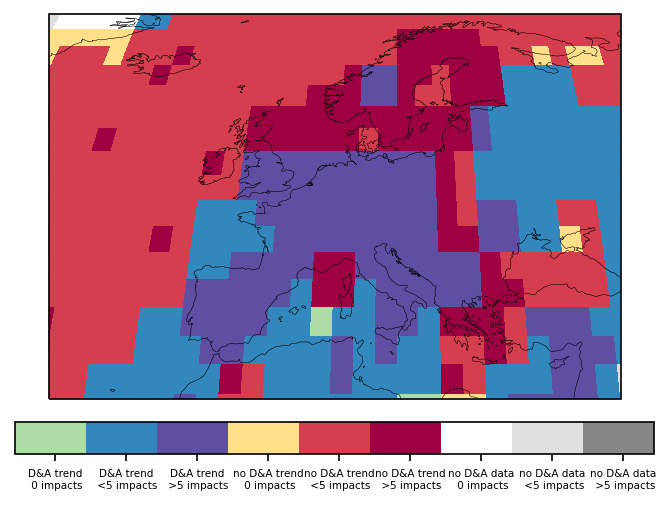 D&A trend D&A trend D&A trend no D&A trend no D&A trend no D&A trend no D&A data no D&A data no D&A data
0 impacts <5 impacts >5 impacts 0 impacts <5 impacts >5 impacts 0 impacts <5 impacts >5 impacts